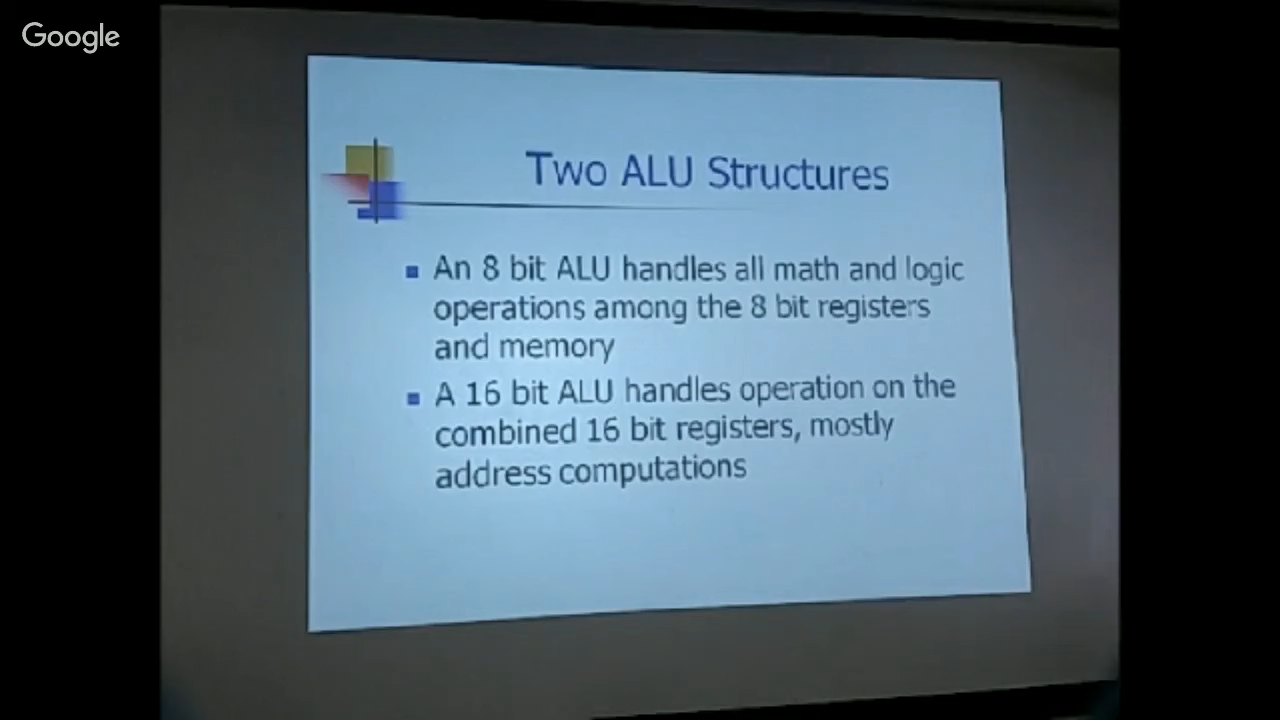 Google
Two ALU Structures
An 8 bit ALU handles all math and logic
operations among the 8 bit registers
and memory
A 16 bit ALU handles operation on the
combined 16 bit registers, mostly
address computations